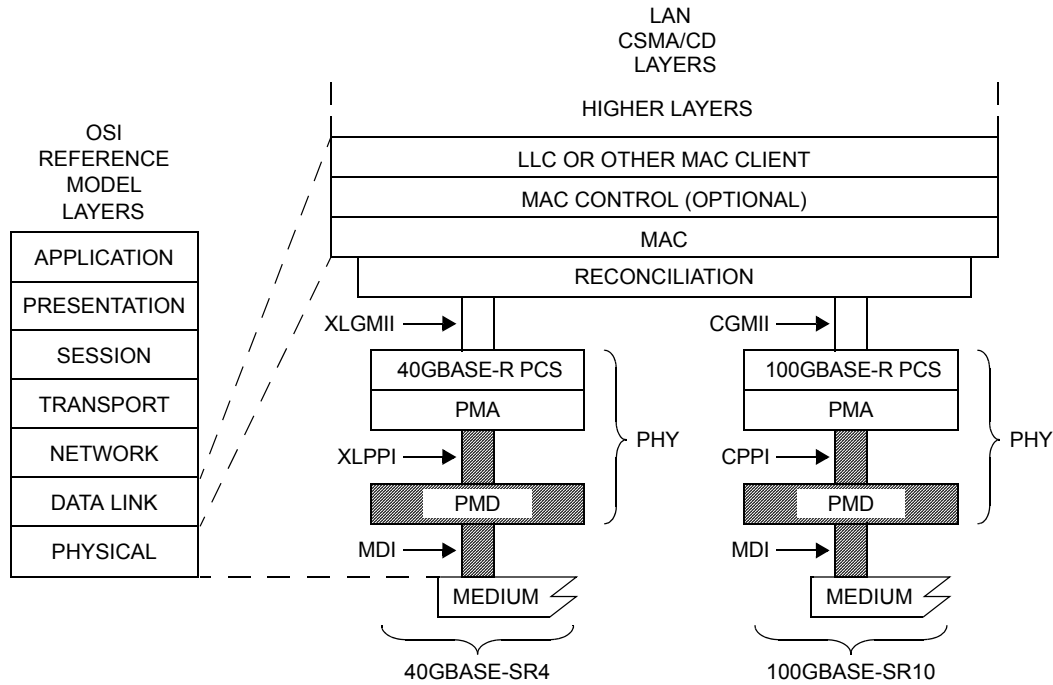 LAN
CSMA/CD
LAYERS
HIGHER LAYERS
LLC OR OTHER MAC CLIENT
MAC CONTROL (OPTIONAL)
MAC
RECONCILIATION
OSI
REFERENCE
MODEL
LAYERS
APPLICATION
PRESENTATION
SESSION
TRANSPORT
NETWORK
DATA LINK
PHYSICAL
XLGMII
40GBASE-R PCS
PMA
XLPPI
PMD
MDI
MEDIUM
PHY
40GBASE-SR4
CGMII
100GBASE-R PCS
PMA
CPPI
PMD
MDI
MEDIUM
PHY
100GBASE-SR10